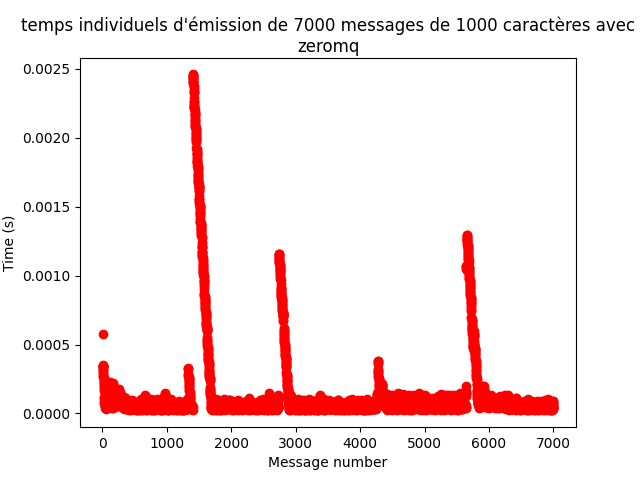 temps individuels d'émission de 7000 messages de 1000 caractères avec
zeromq
0.0025
0.0020
0.0015
0.0010
0.0005
0.0000
Time (s)
0 1000 2000 3000 4000 5000 6000 7000
Message number